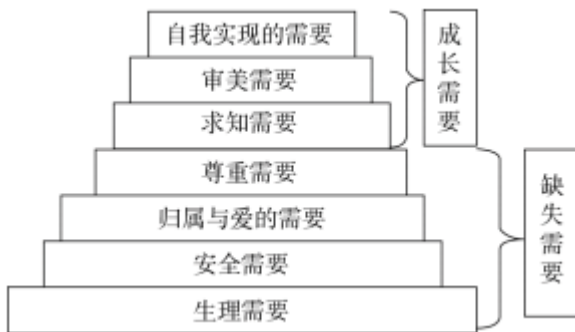 自我实现的需要
审美需要
求知需要
尊重需要
归属与爱的需要
安全需要
生理需要
成长需要
缺失需要